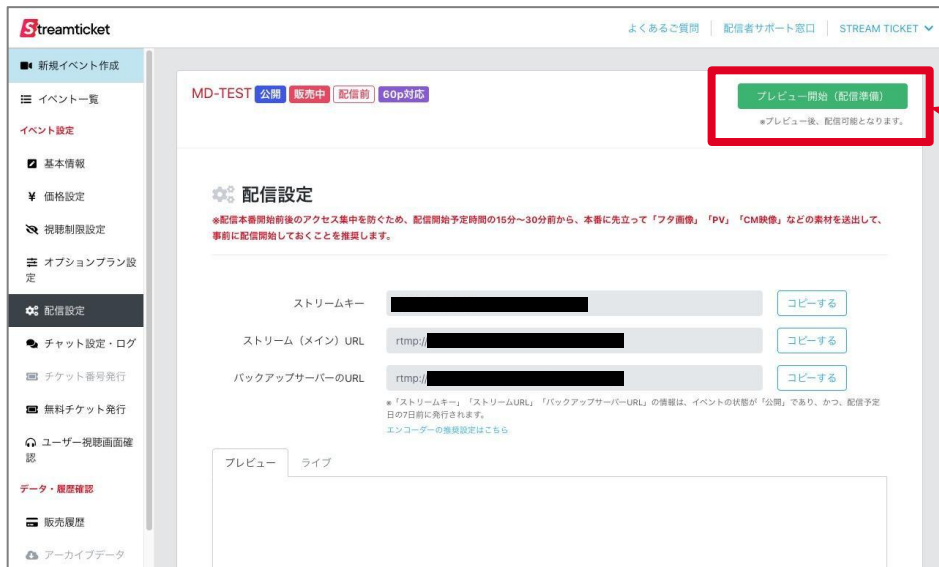 Streamticket
よくあるご質問
配信者サポート窓口
STREAM TICKET
新規イベント作成
イベント一覧
イベント設定
基本情報
¥ 価格設定
視聴制限設定
オプションプラン設
定
配信設定
チャット設定・ログ
チケット番号発行
無料チケット発行
ユーザー視聴画面確
認
データ・履歴確認
販売履歴
アーカイブデータ
MD-TEST 公開 販売中 配信前 60p対応
プレビュー開始（配信準備）
※プレビュー後、配信可能となります。
配信設定
※配信本番開始前後のアクセス集中を防ぐため、配信開始予定時間の15分〜30分前から、本番に先立って「フタ画像」「PV」「CM映像」などの素材を送出して、
事前に配信開始しておくことを推奨します。
ストリームキー
コピーする
ストリーム（メイン）URL
rtmp://
コピーする
バックアップサーバーのURL
rtmp://
コピーする
※「ストリームキー」「ストリームURL」「バックアップサーバーURL」の情報は、イベントの状態が「公開」であり、かつ、配信予定
日の7日前に発行されます。
エンコーダーの推奨設定はこちら
プレビュー
ライブ